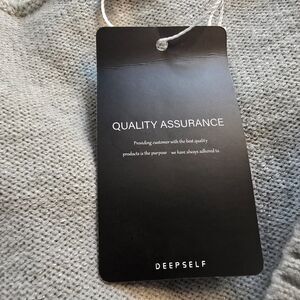 QUALITY ASSURANCE
Providing customer with the best quality
products is the purpose we have always adhered to.
DEEPSELF